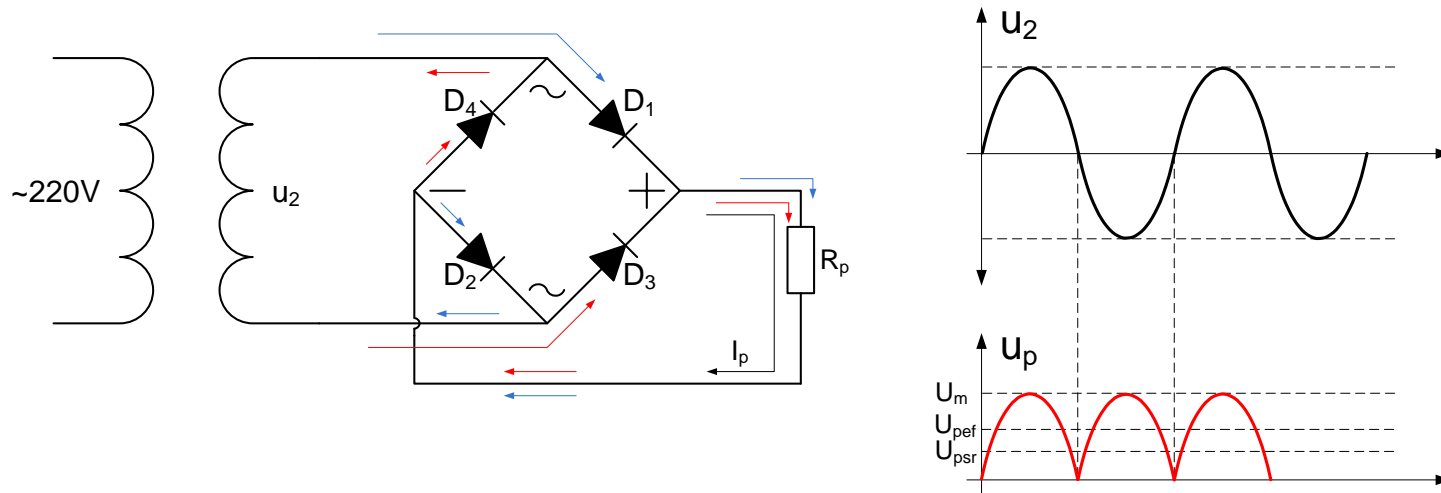 ~220V
u₂
D₄
D₁
D₂
D₃
~
~
−
+
Rₚ
Iₚ
u₂
uₚ
Uₘ
Uₚₑf
Uₚₛᵣ